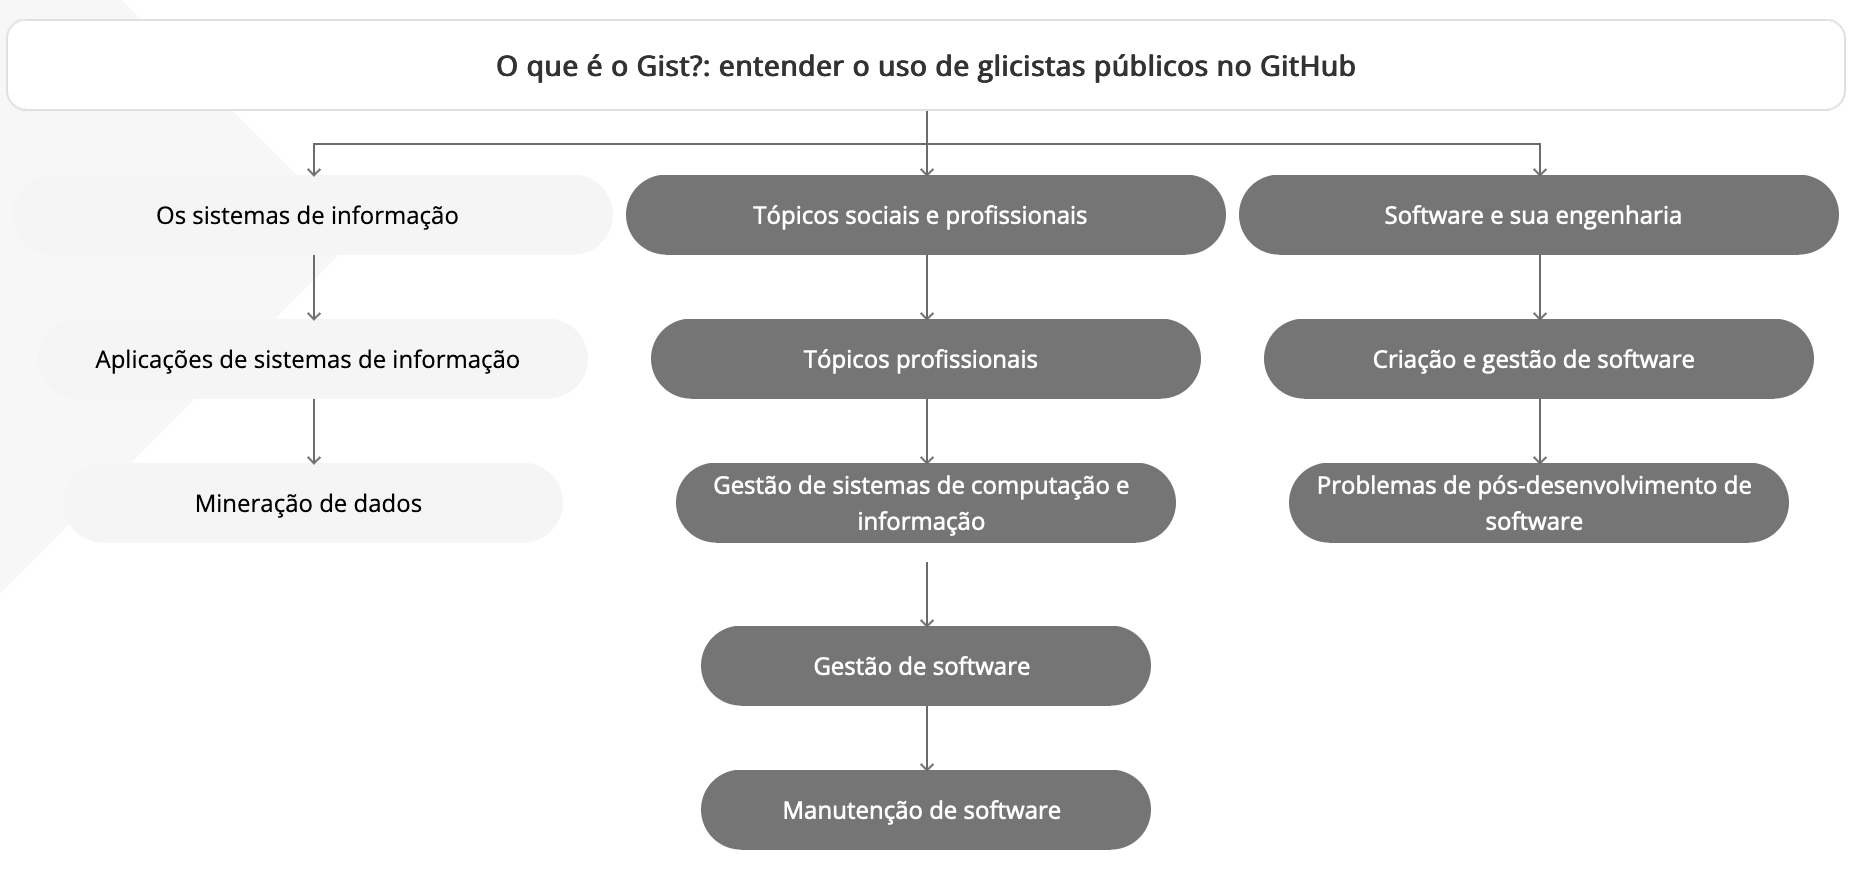 O que é o Gist?: entender o uso de glicistas públicos no GitHub
Os sistemas de informação
Tópicos sociais e profissionais
Software e sua engenharia
Aplicações de sistemas de informação
Tópicos profissionais
Criação e gestão de software
Mineração de dados
Gestão de sistemas de computação e
informação
Problemas de pós-desenvolvimento de
software
Gestão de software
Manutenção de software